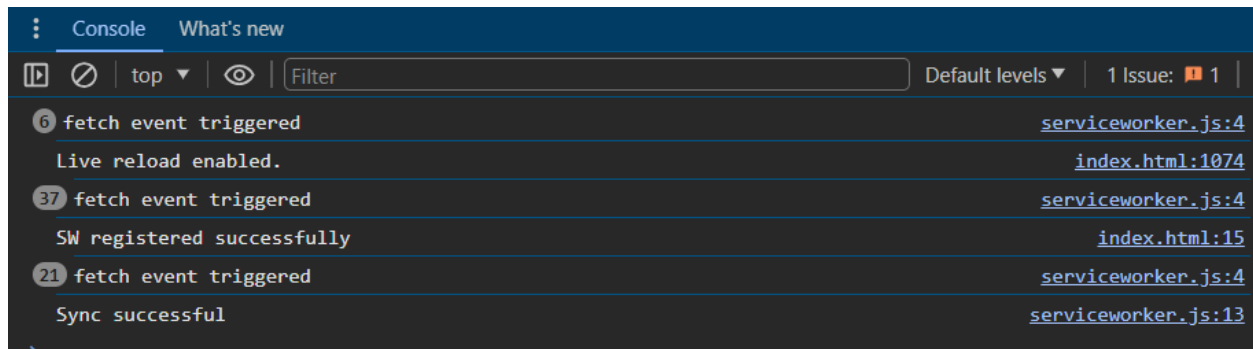 Console What's new
top Filter Default levels 1 Issue: 1
6 fetch event triggered serviceworker.js:4
Live reload enabled. index.html:1074
37 fetch event triggered serviceworker.js:4
SW registered successfully index.html:15
21 fetch event triggered serviceworker.js:4
Sync successful serviceworker.js:13